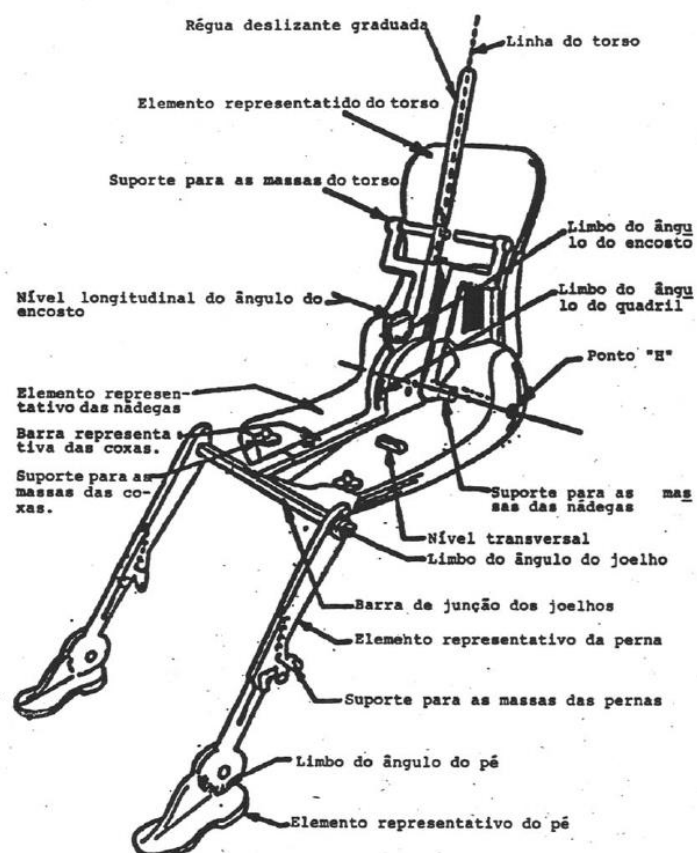 Régua deslizante graduada
Linha do torso
Elemento representatido do torso
Suporte para as massas do torso
Limbo do ângu
lo do encosto
Nível longitudinal do ângulo do
encosto
Limbo do ângu
lo do quadril
Ponto "H"
Elemento represen-
tativo das nádegas
Barra representa
tiva das coxas.
Suporte para as
massas das co-
xas.
Suporte para as mas
sas das nádegas
Nível transversal
Limbo do ângulo do joelho
Barra de junção dos joelhos
Elemento representativo da perna
Suporte para as massas das pernas
Limbo do ângulo do pé
Elemento representativo do pé